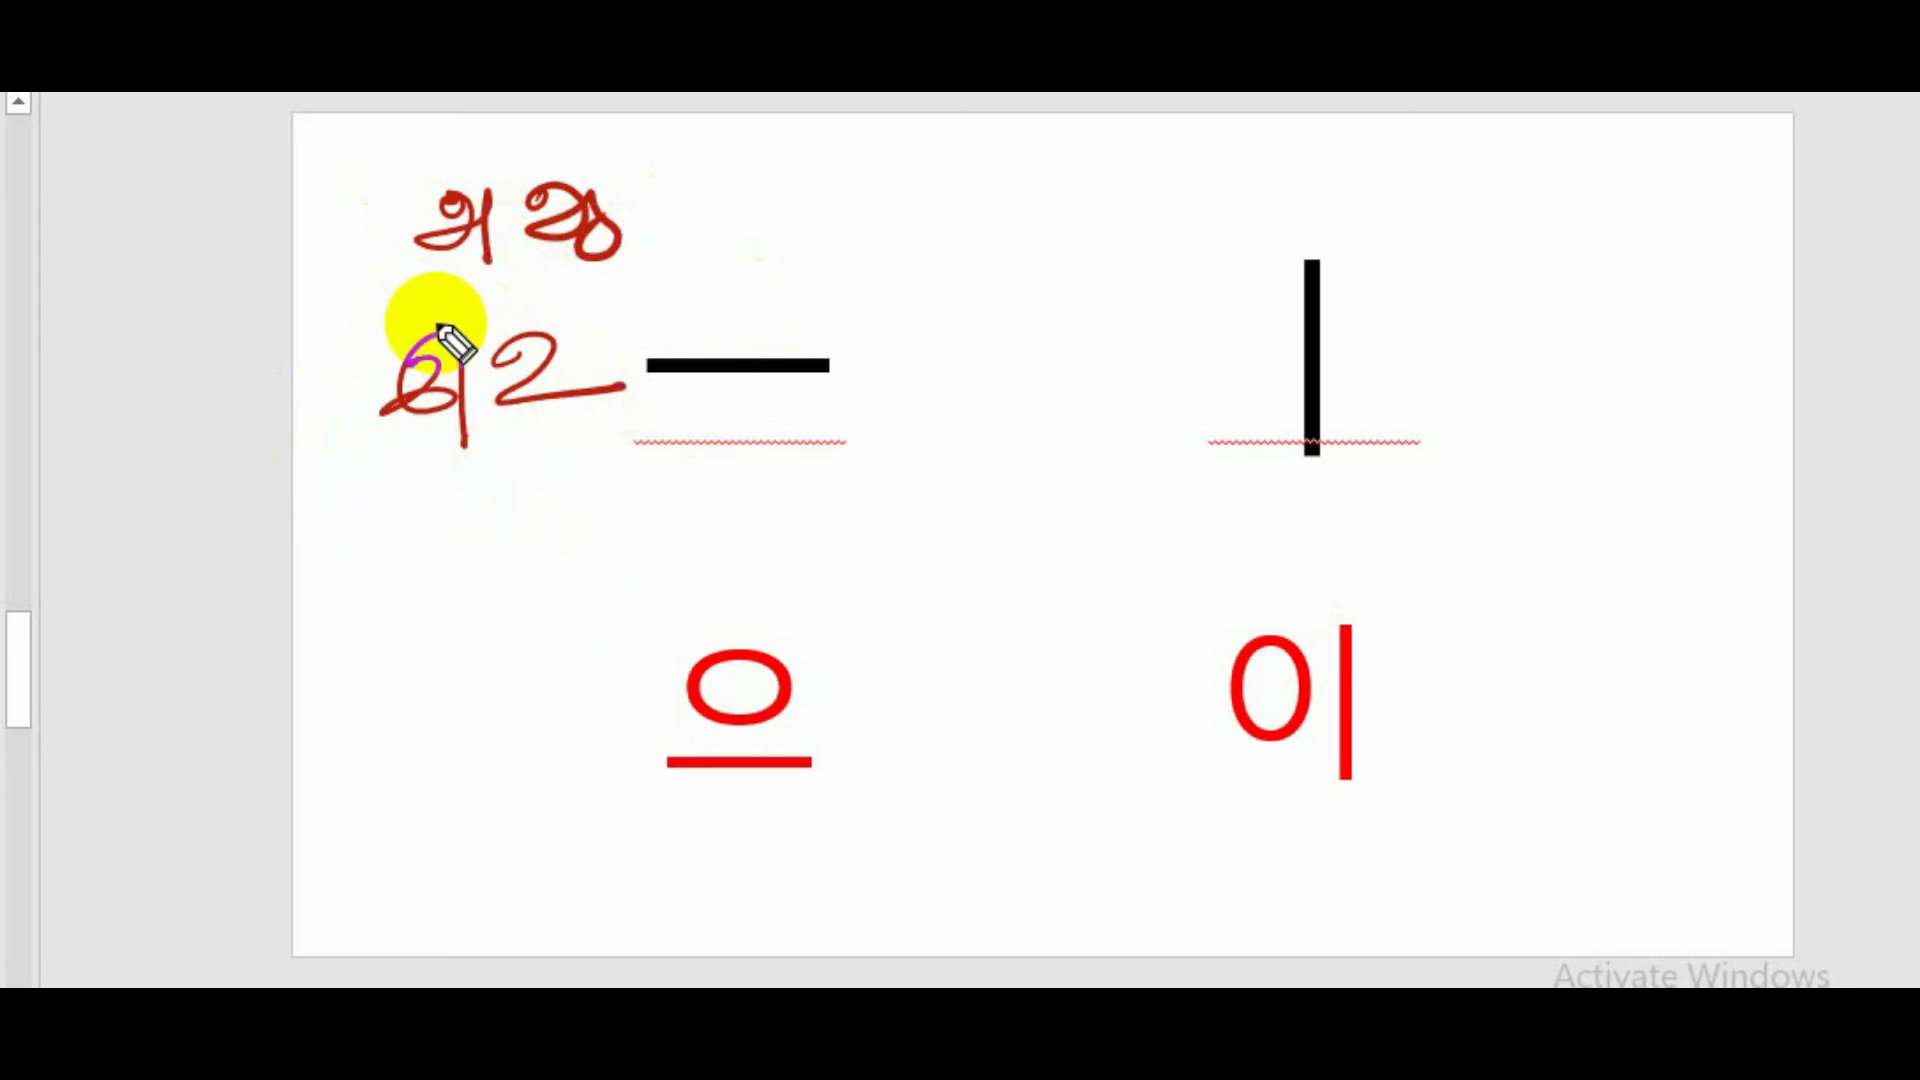 அ ஆ
உ ㅡ ㅣ
으 이
Activate Windows